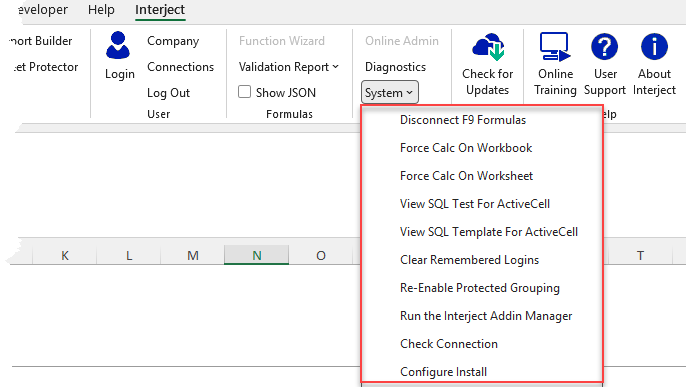 eveloper Help Interject
port Builder
et Protector
Login
Company
Connections
Log Out
User
Function Wizard
Validation Report
Show JSON
Formulas
Online Admin
Diagnostics
System
Check for
Updates
Online
Training
User
Support
About
Interject
elp
Disconnect F9 Formulas
Force Calc On Workbook
Force Calc On Worksheet
View SQL Test For ActiveCell
View SQL Template For ActiveCell
Clear Remembered Logins
Re-Enable Protected Grouping
Run the Interject Addin Manager
Check Connection
Configure Install
K L M N O T